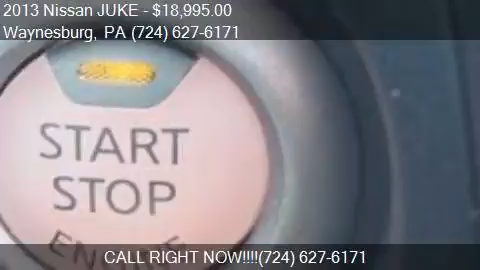 2013 Nissan JUKE - $18,995.00
Waynesburg, PA (724) 627-6171
START
STOP
ENGINE
CALL RIGHT NOW!!!!(724) 627-6171